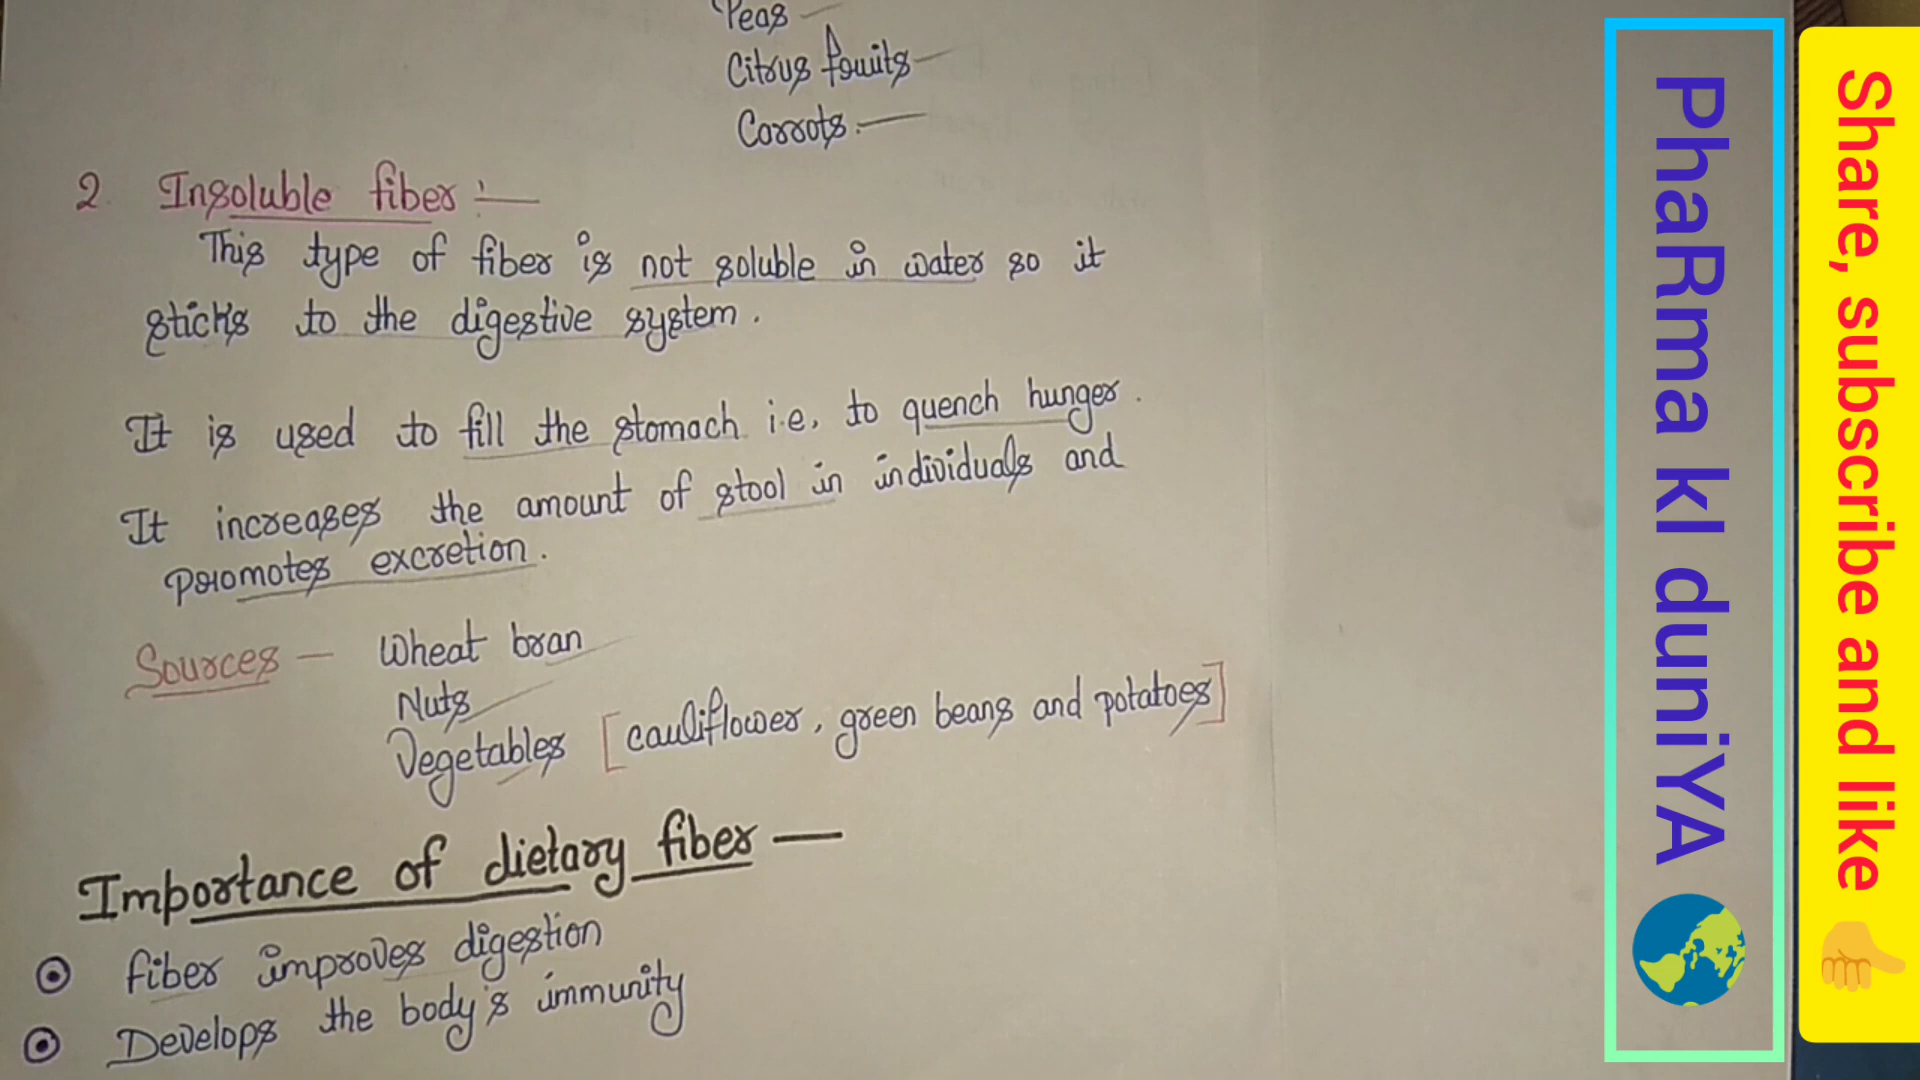 Peas
Citrus fruits
Carrots.
2. Insoluble fiber :-
This type of fiber is not soluble in water so it
sticks to the digestive system.
It is used to fill the stomach i.e. to quench hunger.
It increases the amount of stool in individuals and
promotes excretion.
Sources - Wheat bran
Nuts
Vegetables [cauliflower, green beans and potatoes]
Importance of dietary fiber -
fiber improves digestion
Develops the body's immunity
PhaRma kI duniYA
Share, subscribe and like